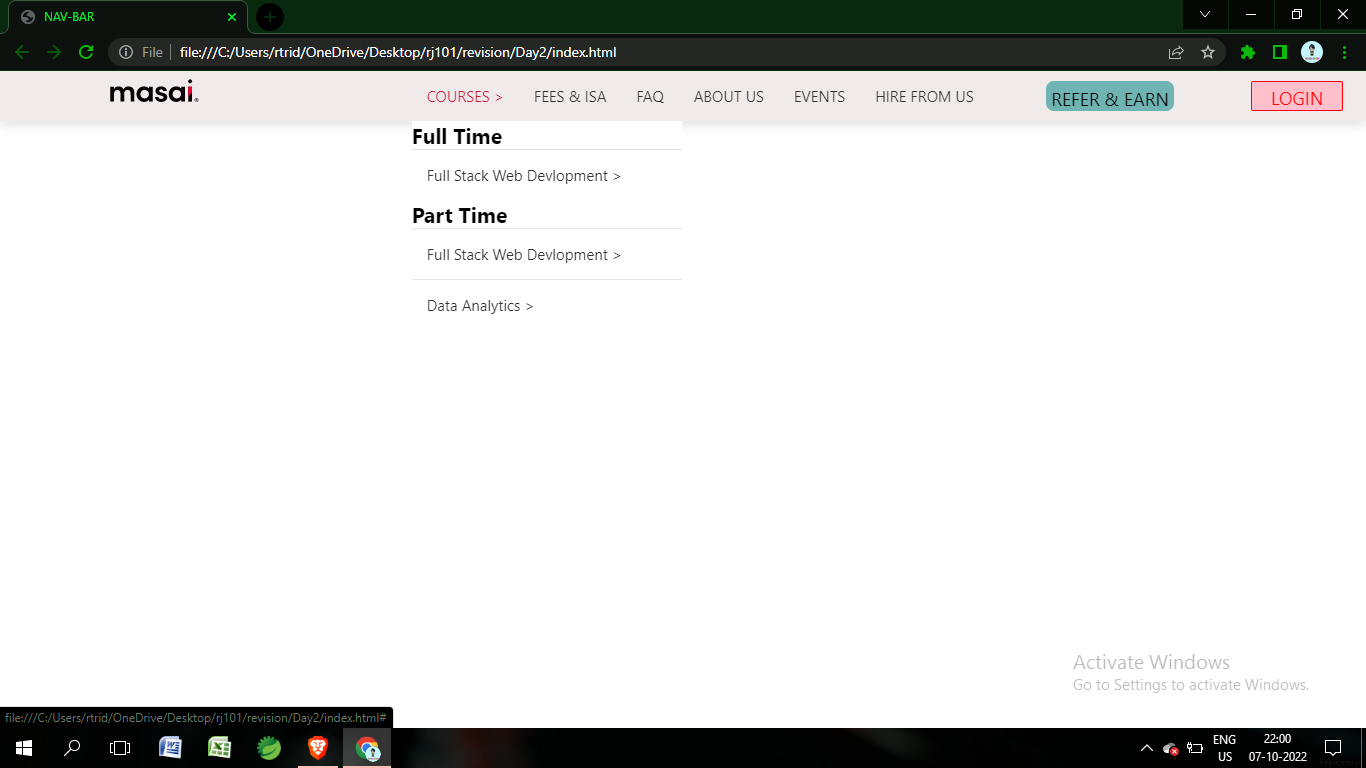 NAV-BAR
File
file:///C:/Users/rtrid/OneDrive/Desktop/rj101/revision/Day2/index.html
masai.
COURSES > FEES & ISA FAQ ABOUT US EVENTS HIRE FROM US REFER & EARN LOGIN
Full Time
Full Stack Web Devlopment >
Part Time
Full Stack Web Devlopment >
Data Analytics >
Activate Windows
Go to Settings to activate Windows.
file:///C:/Users/rtrid/OneDrive/Desktop/rj101/revision/Day2/index.html#
ENG 22:00
US 07-10-2022